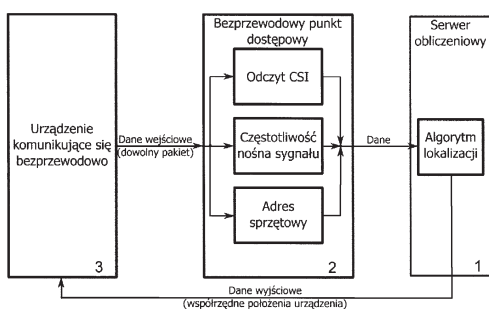 Urządzenie
komunikujące się
bezprzewodowo
3
Dane wejściowe
(dowolny pakiet)
Bezprzewodowy punkt
dostępowy
Odczyt CSI
Częstotliwość
nośna sygnału
Adres
sprzętowy
2
Dane
Serwer
obliczeniowy
Algorytm
lokalizacji
1
Dane wyjściowe
(współrzędne położenia urządzenia)